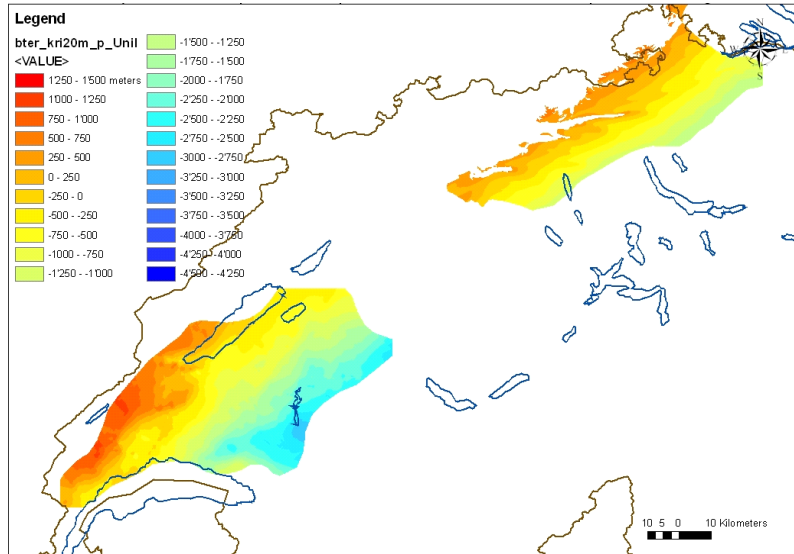 Legend
bter_kri20m_p_Unil
<VALUE>
1'250 - 1'500 meters
1'000 - 1'250
750 - 1'000
500 - 750
250 - 500
0 - 250
-250 - 0
-500 - -250
-750 - -500
-1000 - -750
-1'250 - -1'000
-1'500 - -1'250
-1'750 - -1'500
-2000 - -1'750
-2'250 - -2'000
-2'500 - -2'250
-2'750 - -2'500
-3000 - -2'750
-3'250 - -3'000
-3'500 - -3'250
-3'750 - -3'500
-4000 - -3'750
-4'250 - -4'000
-4'500 - -4'250
S
10 5 0 10 Kilometers